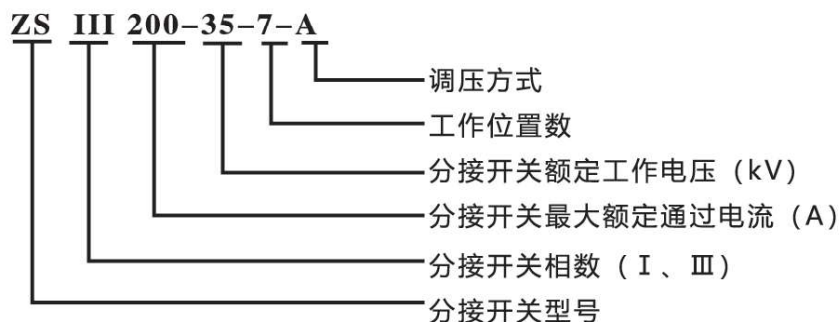 ZS III 200-35-7-A
调压方式
工作位置数
分接开关额定工作电压（kV）
分接开关最大额定通过电流（A）
分接开关相数（Ⅰ、Ⅲ）
分接开关型号